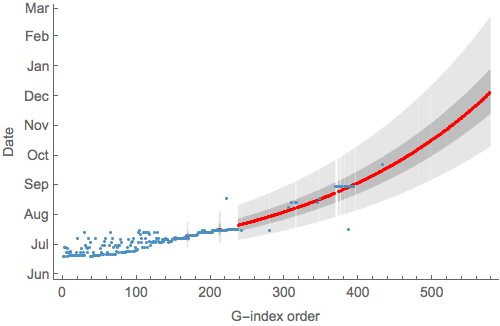 Mar
Feb
Jan
Dec
Nov
Oct
Sep
Aug
Jul
Jun
Date
0 100 200 300 400 500
G-index order